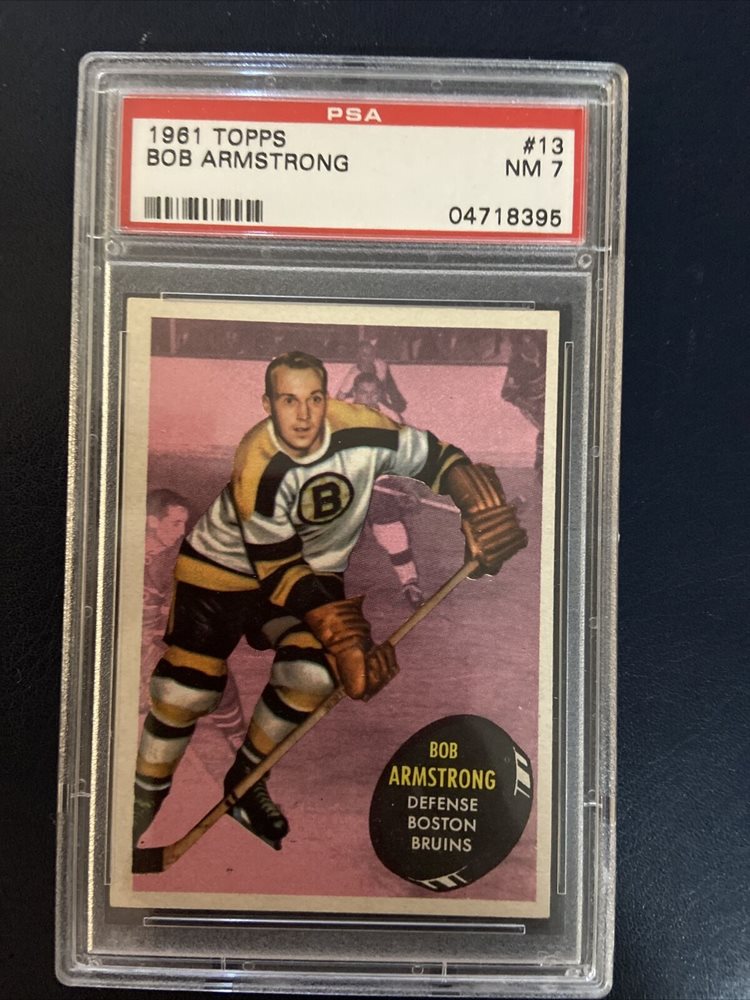 PSA
1961 TOPPS #13
BOB ARMSTRONG NM 7
04718395
B
BOB
ARMSTRONG
DEFENSE
BOSTON
BRUINS